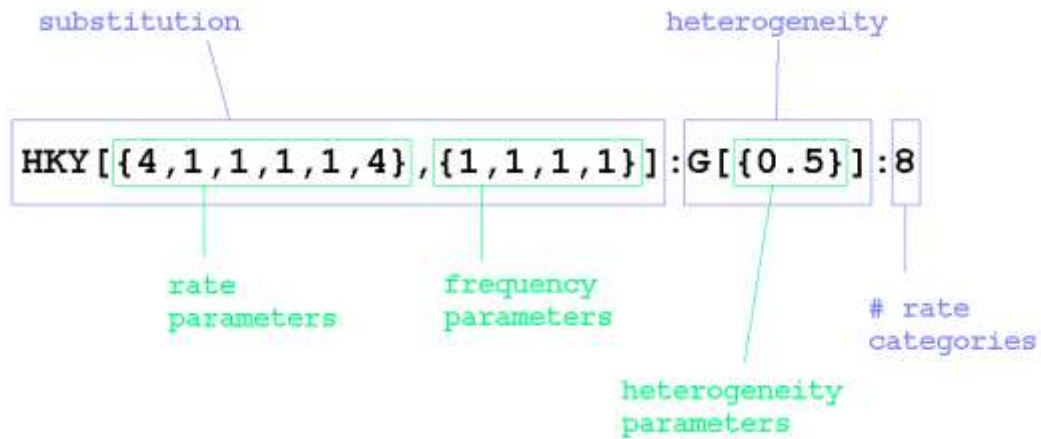 substitution
heterogeneity
HKY[{4,1,1,1,1,4},{1,1,1,1}]:G[{0.5}]:8
rate
parameters
frequency
parameters
# rate
categories
heterogeneity
parameters